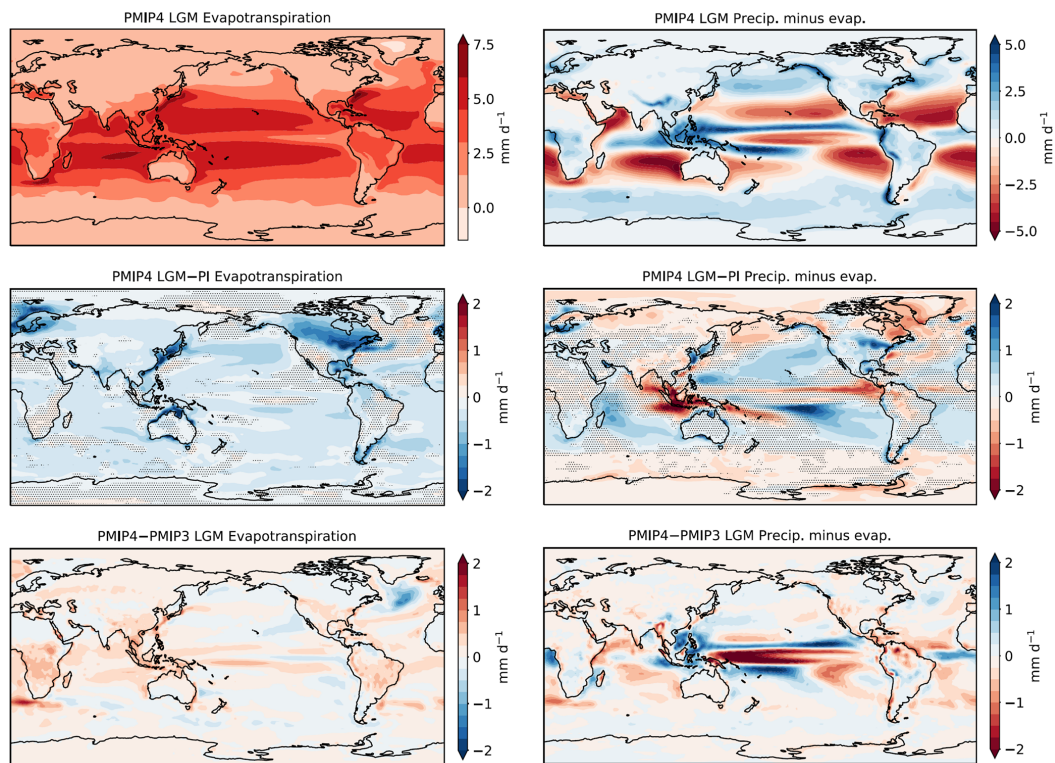 PMIP4 LGM Evapotranspiration
7.5
5.0
2.5
0.0
mm d⁻¹
PMIP4 LGM Precip. minus evap.
5.0
2.5
0.0
−2.5
−5.0
mm d⁻¹
PMIP4 LGM−PI Evapotranspiration
2
1
0
−1
−2
mm d⁻¹
PMIP4 LGM−PI Precip. minus evap.
2
1
0
−1
−2
mm d⁻¹
PMIP4−PMIP3 LGM Evapotranspiration
2
1
0
−1
−2
mm d⁻¹
PMIP4−PMIP3 LGM Precip. minus evap.
2
1
0
−1
−2
mm d⁻¹